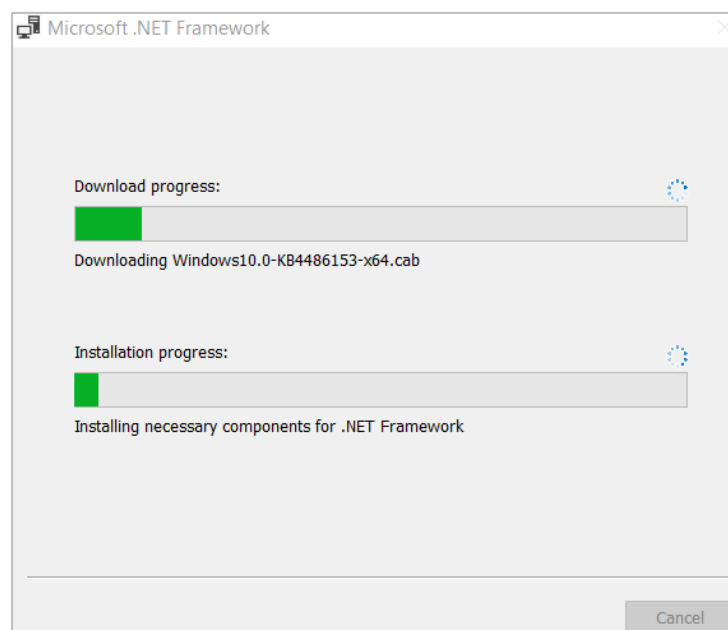 Microsoft .NET Framework
Download progress:
Downloading Windows10.0-KB4486153-x64.cab
Installation progress:
Installing necessary components for .NET Framework
Cancel